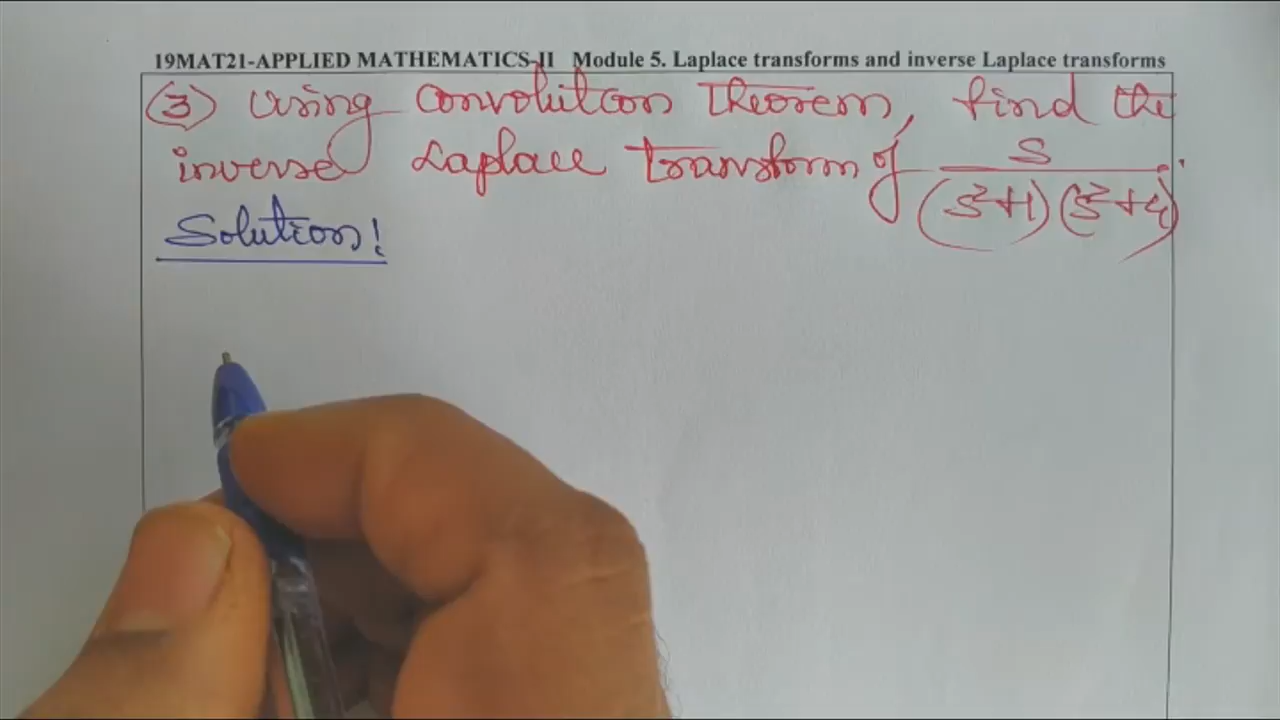 19MAT21-APPLIED MATHEMATICS-II Module 5. Laplace transforms and inverse Laplace transforms
(3) Using Convolution Theorem, find the
inverse Laplace transform of s/(s²+1)(s²+4).
Solution!